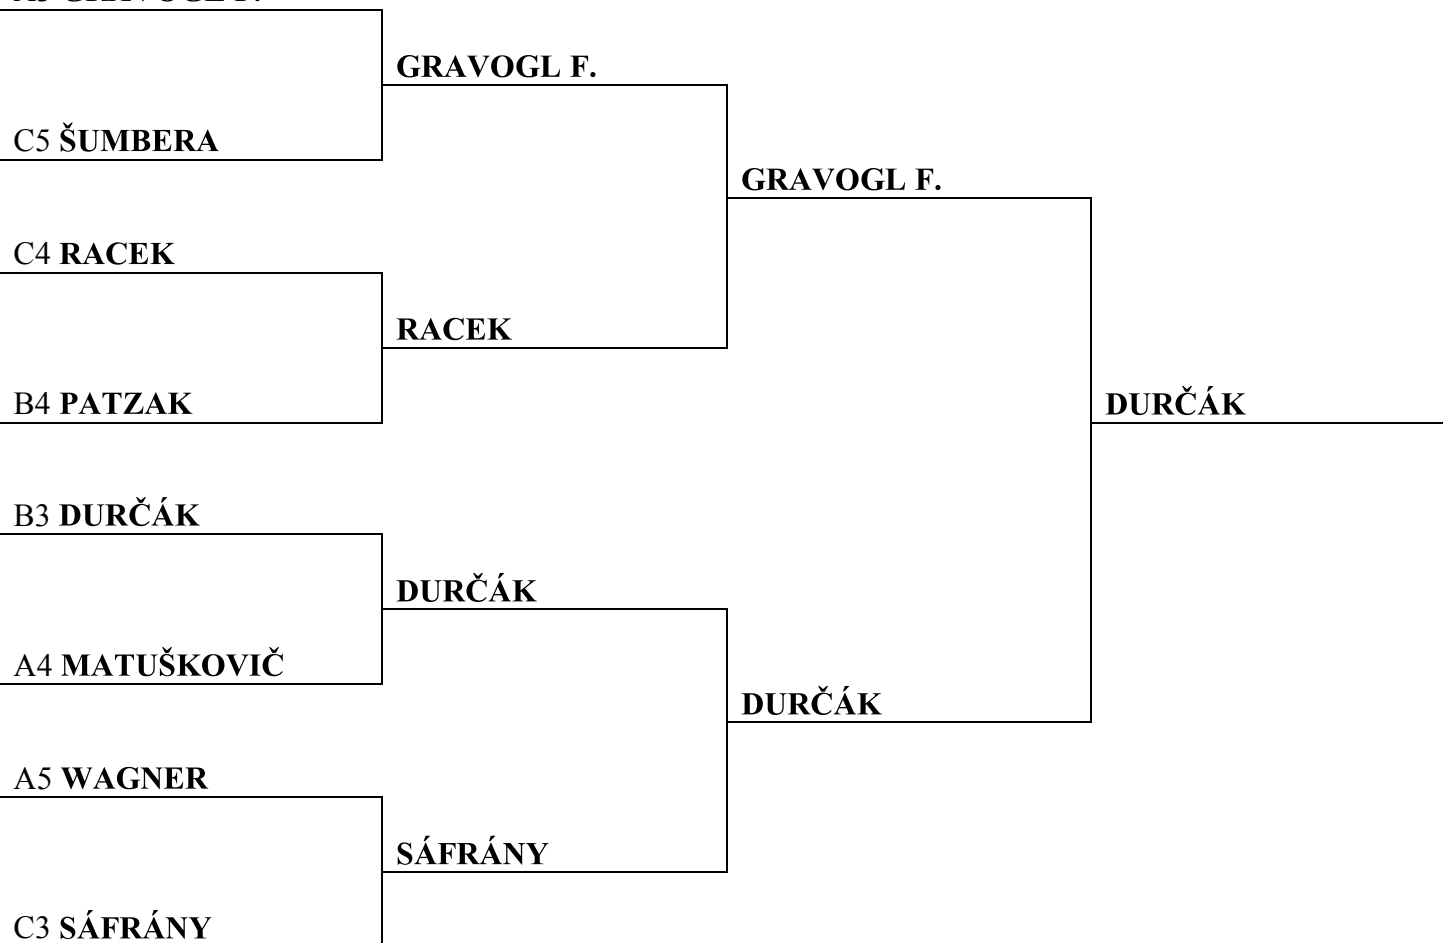 GRAVOGL F.
C5 ŠUMBERA
GRAVOGL F.
C4 RACEK
RACEK
B4 PATZAK
DURČÁK
B3 DURČÁK
DURČÁK
A4 MATUŠKOVIČ
DURČÁK
A5 WAGNER
SÁFRÁNY
C3 SÁFRÁNY